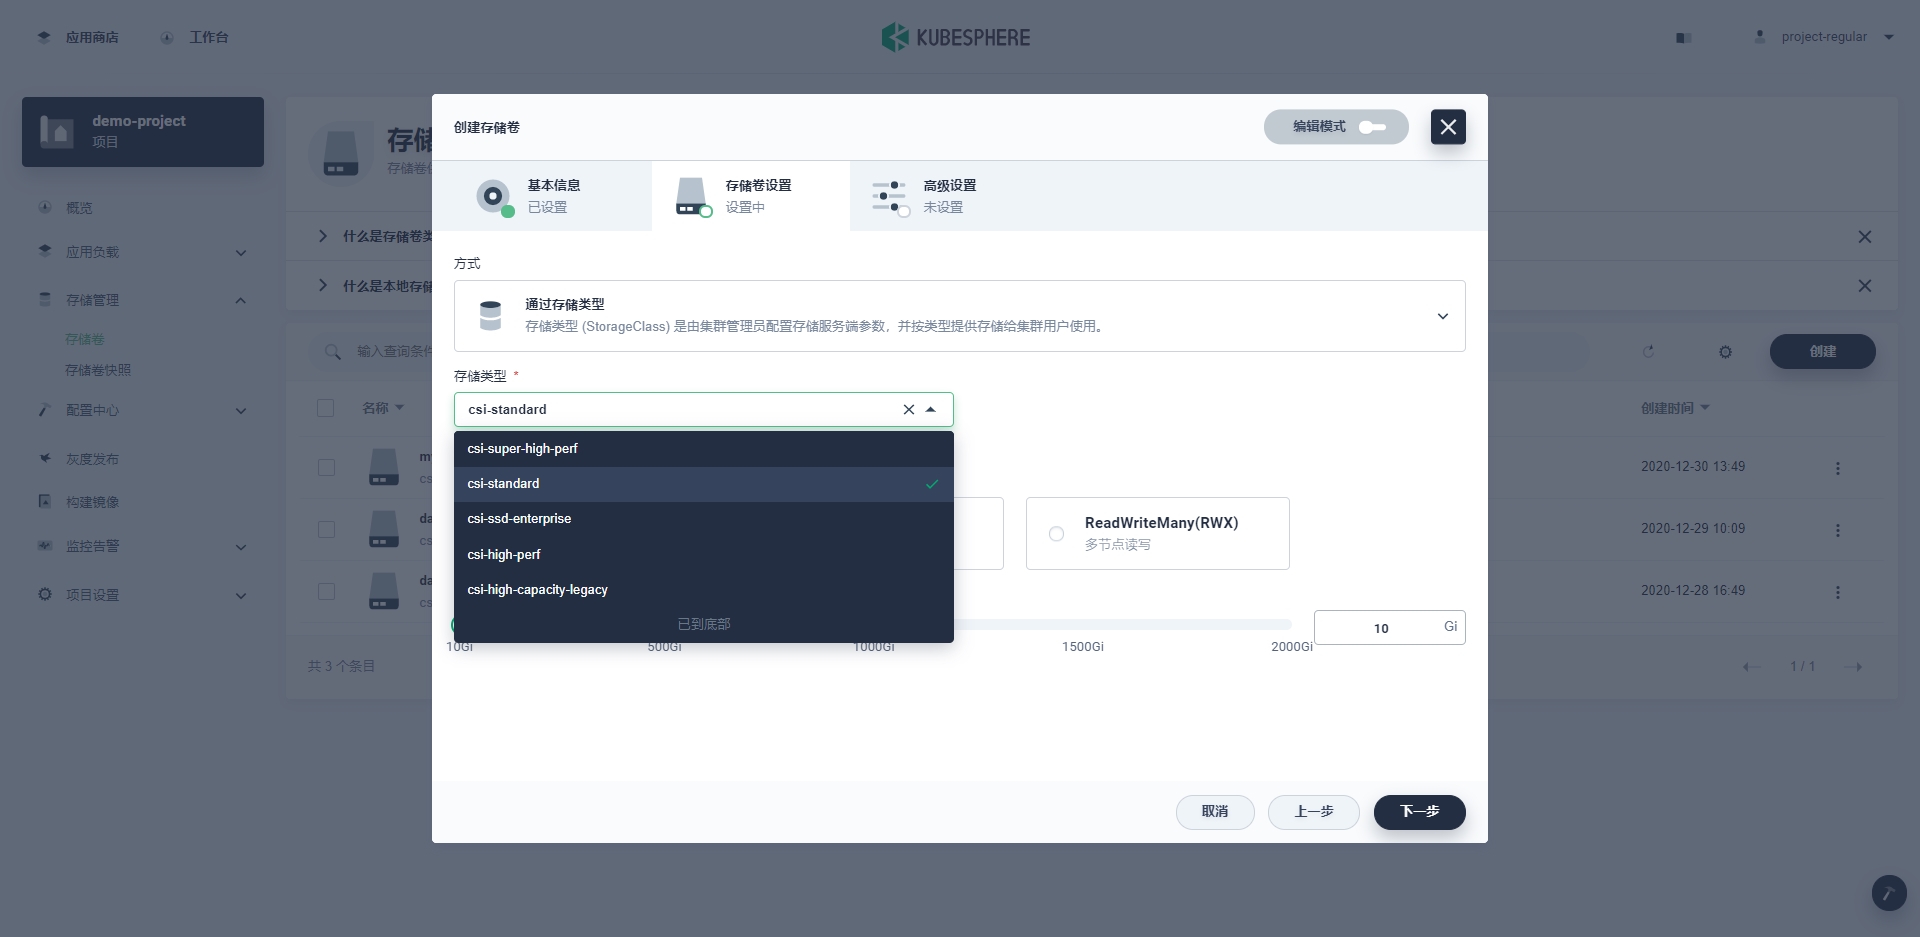 应用商店
工作台
KUBESPHERE
project-regular
demo-project
项目
概览
应用负载
存储管理
存储卷
存储卷快照
配置中心
灰度发布
构建镜像
监控告警
项目设置
存储
存储卷
什么是存储卷类
什么是本地存储
输入查询条件
创建
名称
创建时间
2020-12-30 13:49
2020-12-29 10:09
2020-12-28 16:49
共 3 个条目
1 / 1
创建存储卷
编辑模式
基本信息
已设置
存储卷设置
设置中
高级设置
未设置
方式
通过存储类型
存储类型 (StorageClass) 是由集群管理员配置存储服务端参数，并按类型提供存储给集群用户使用。
存储类型 *
csi-standard
csi-super-high-perf
csi-standard
csi-ssd-enterprise
csi-high-perf
csi-high-capacity-legacy
已到底部
ReadWriteMany(RWX)
多节点读写
10Gi
500Gi
1000Gi
1500Gi
2000Gi
10 Gi
取消
上一步
下一步